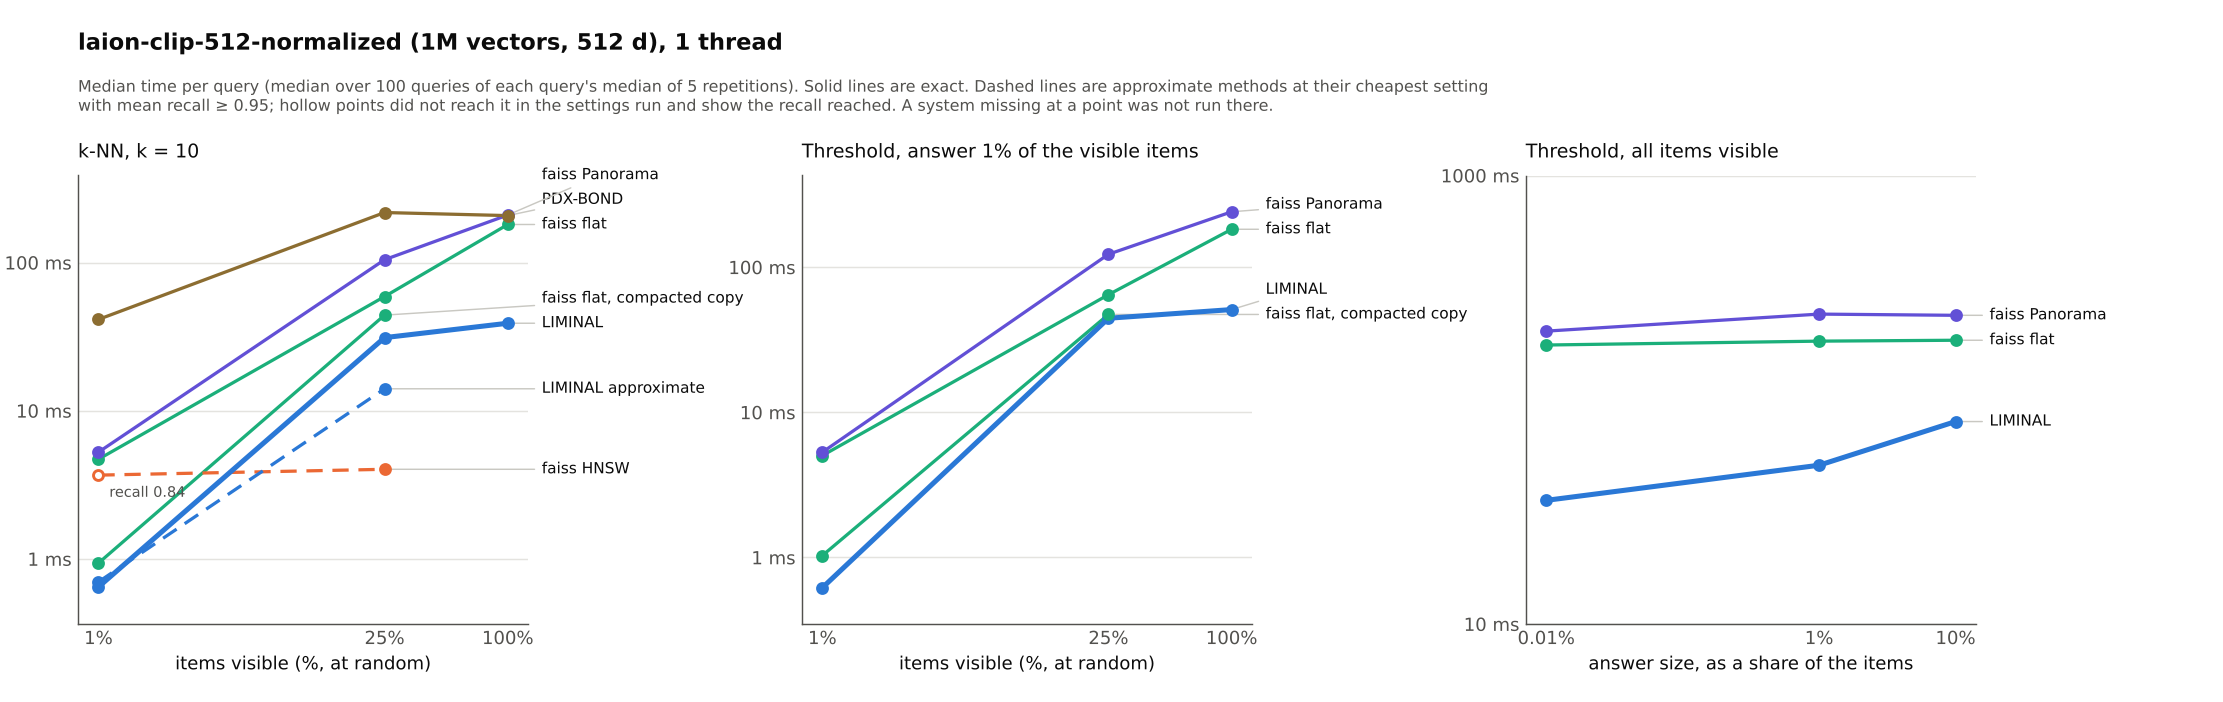 laion-clip-512-normalized (1M vectors, 512 d), 1 thread
Median time per query (median over 100 queries of each query's median of 5 repetitions). Solid lines are exact. Dashed lines are approximate methods at their cheapest setting
with mean recall ≥ 0.95; hollow points did not reach it in the settings run and show the recall reached. A system missing at a point was not run there.
k-NN, k = 10
faiss Panorama
PDX-BOND
faiss flat
100 ms
faiss flat, compacted copy
LIMINAL
LIMINAL approximate
10 ms
faiss HNSW
recall 0.84
1 ms
1%
25%
100%
items visible (%, at random)
Threshold, answer 1% of the visible items
faiss Panorama
faiss flat
100 ms
LIMINAL
faiss flat, compacted copy
10 ms
1 ms
1%
25%
100%
items visible (%, at random)
Threshold, all items visible
1000 ms
faiss Panorama
faiss flat
LIMINAL
10 ms
0.01%
1%
10%
answer size, as a share of the items